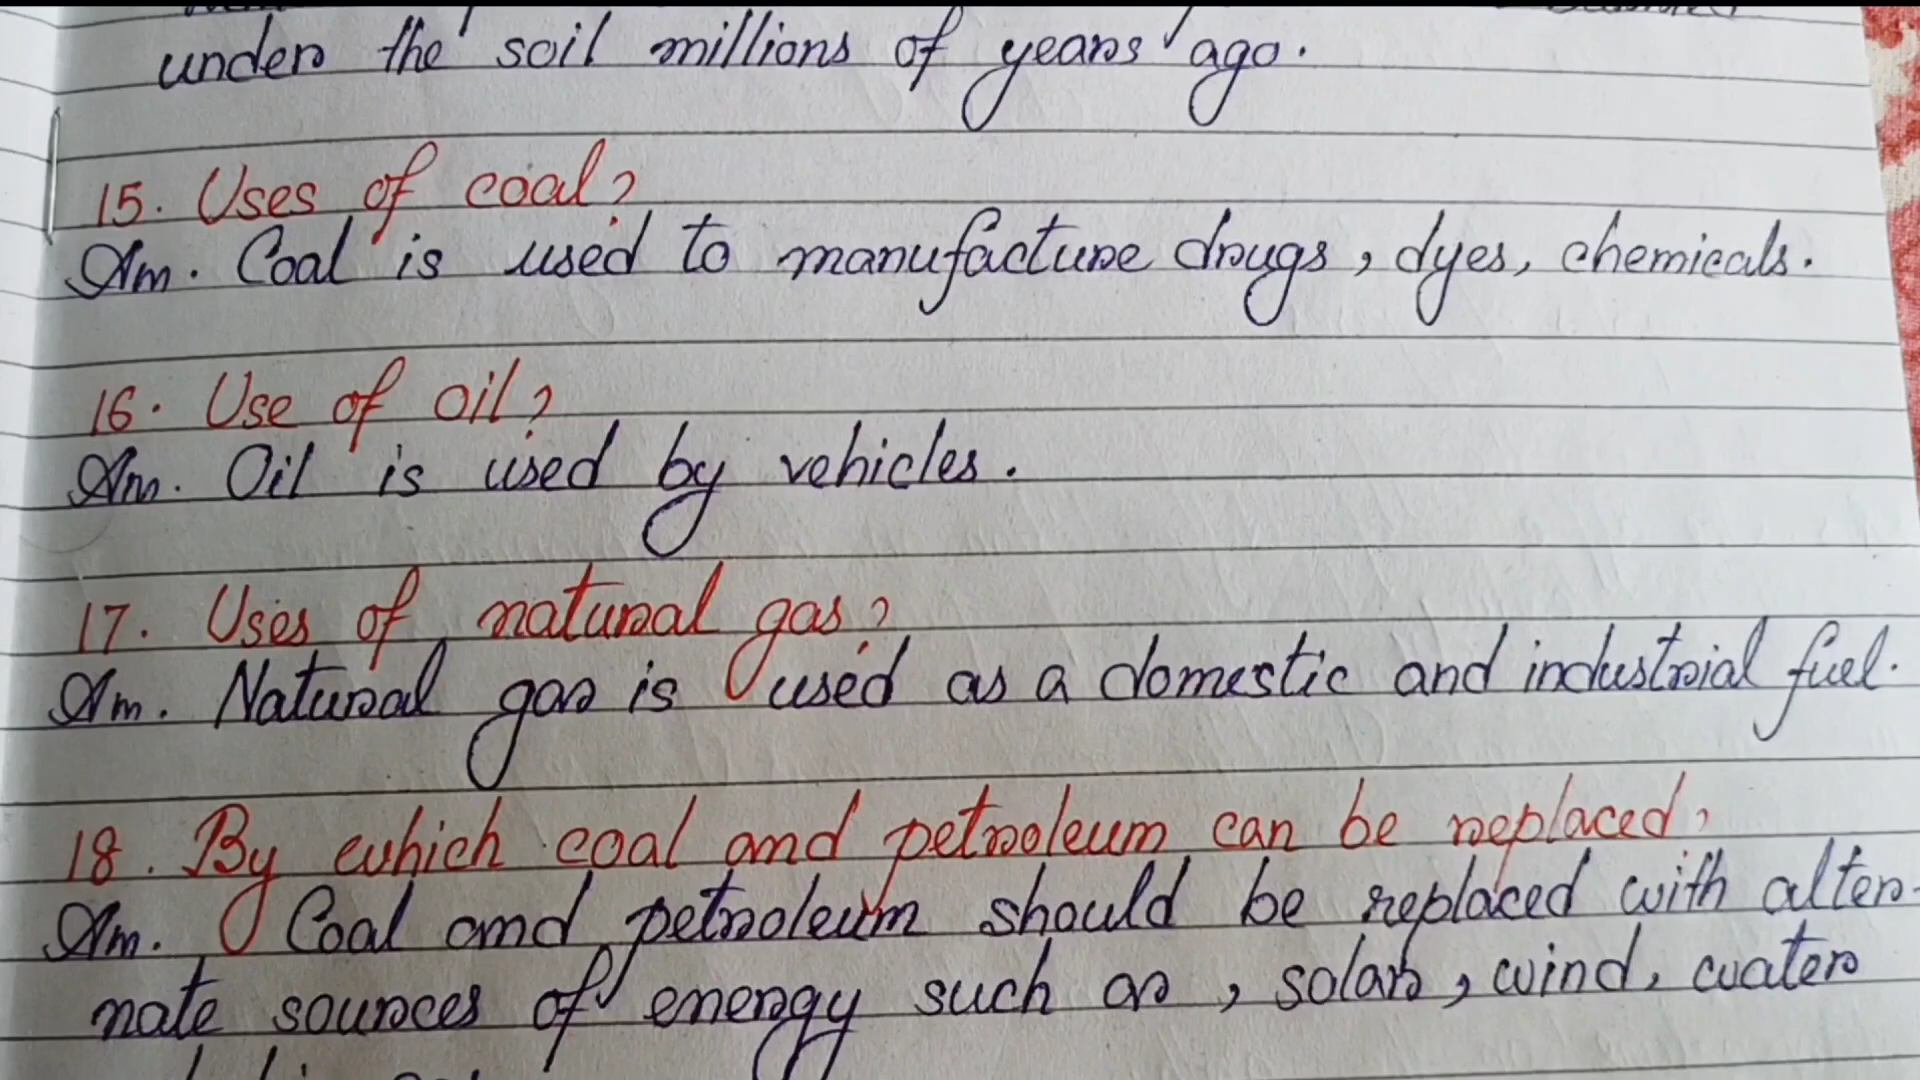 under the soil millions of years ago.
15. Uses of coal?
Ans. Coal is used to manufacture drugs, dyes, chemicals.
16. Use of oil?
Ans. Oil is used by vehicles.
17. Uses of natural gas?
Ans. Natural gas is used as a domestic and industrial fuel.
18. By which coal and petroleum can be replaced?
Ans. Coal and petroleum should be replaced with alter-
nate sources of energy such as, solar, wind, water